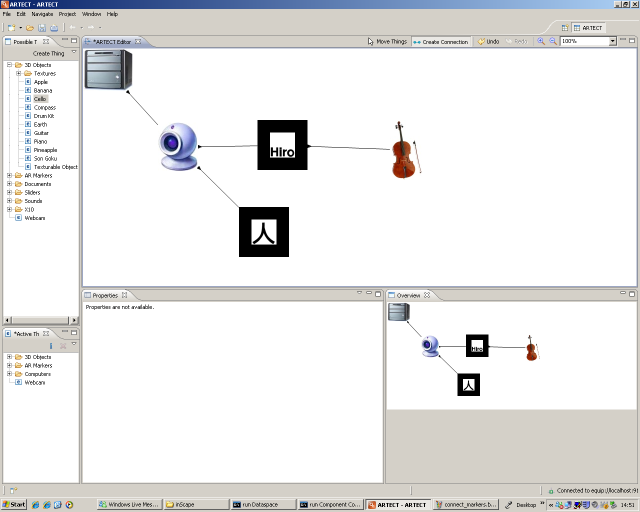 ARTECT - ARTECT
File Edit Navigate Project Window Help
ARTECT
Possible T
*ARTECT Editor
Move Things
Create Connection
Undo
Redo
100%
Create Thing
3D Objects
Textures
Apple
Banana
Cello
Compass
Drum Kit
Earth
Guitar
Piano
Pineapple
Son Goku
Texturable Object
AR Markers
Documents
Sliders
Sounds
X10
Webcam
Hiro
人
Properties
Properties are not available.
Overview
Hiro
人
*Active Th
3D Objects
AR Markers
Computers
Webcam
Connected to equip://localhost:91
Start
Windows Live Mes...
inScape
run Dataspace
run Component Co...
ARTECT - ARTECT
connect_markers.b...
Desktop
14:51